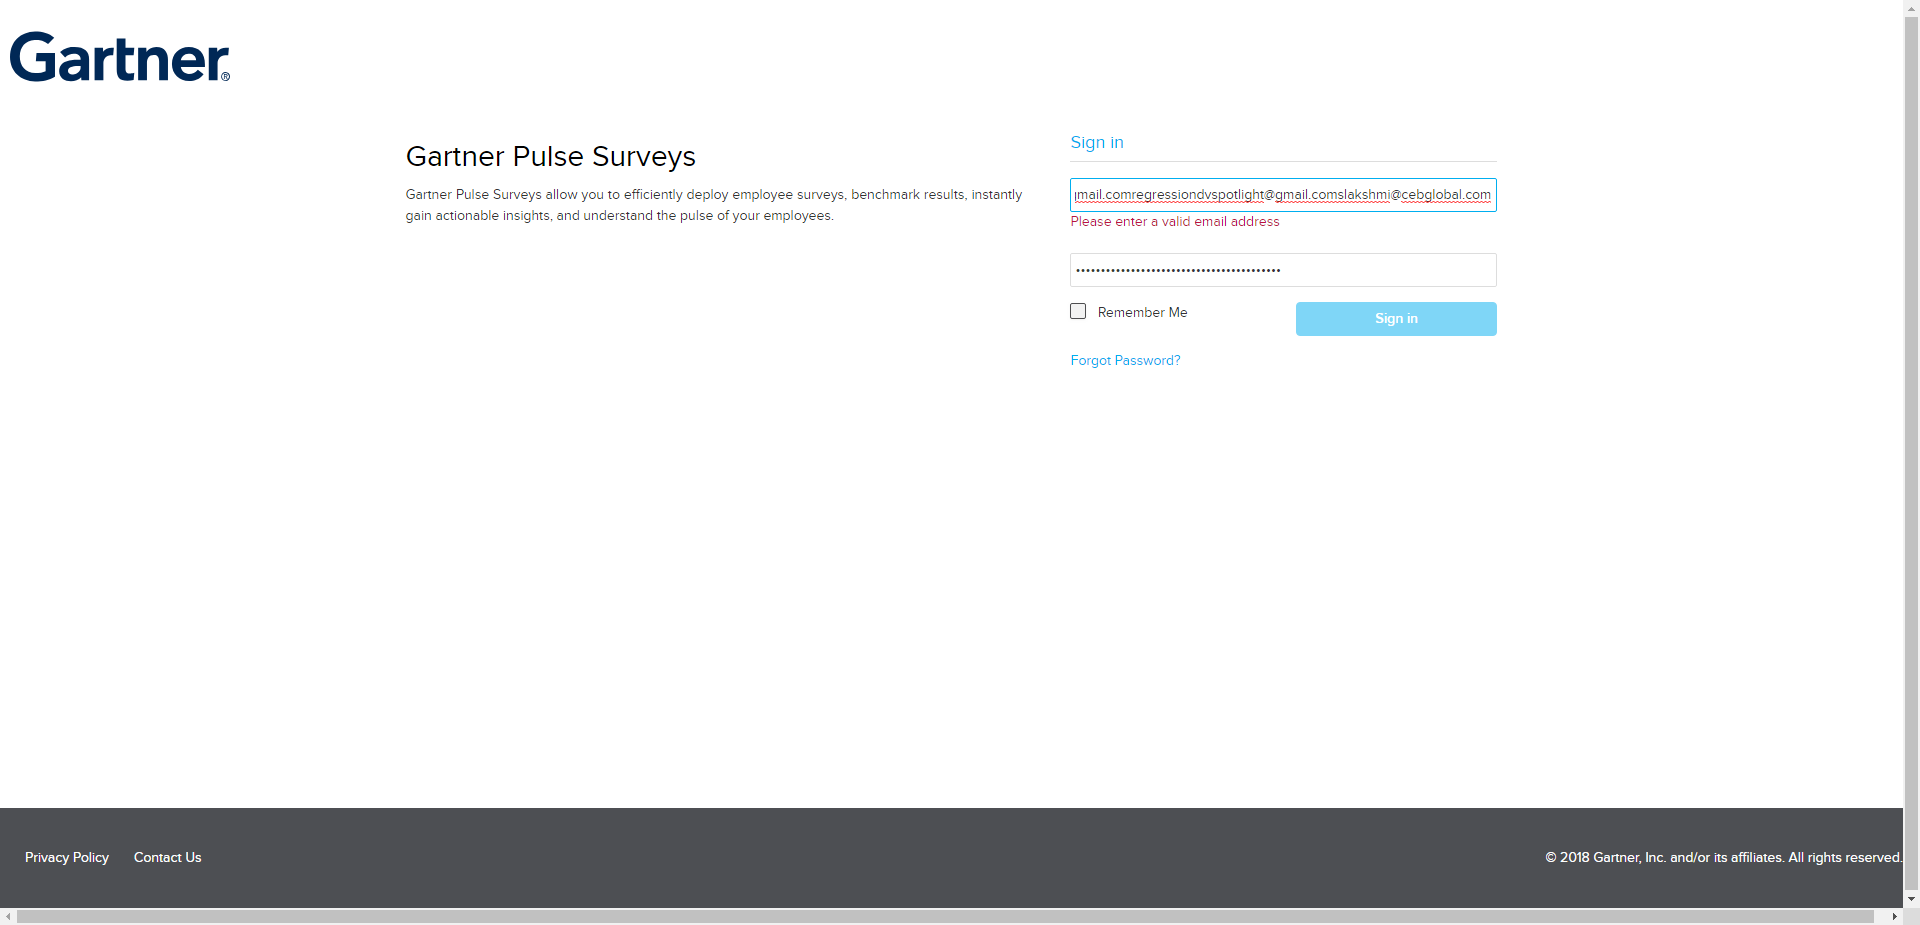 Gartner®
Gartner Pulse Surveys
Gartner Pulse Surveys allow you to efficiently deploy employee surveys, benchmark results, instantly
gain actionable insights, and understand the pulse of your employees.
Sign in
mail.comregressiondvspotlight@gmail.comslakshmi@cebglobal.com
Please enter a valid email address
Remember Me
Sign in
Forgot Password?
Privacy Policy
Contact Us
© 2018 Gartner, Inc. and/or its affiliates. All rights reserved.